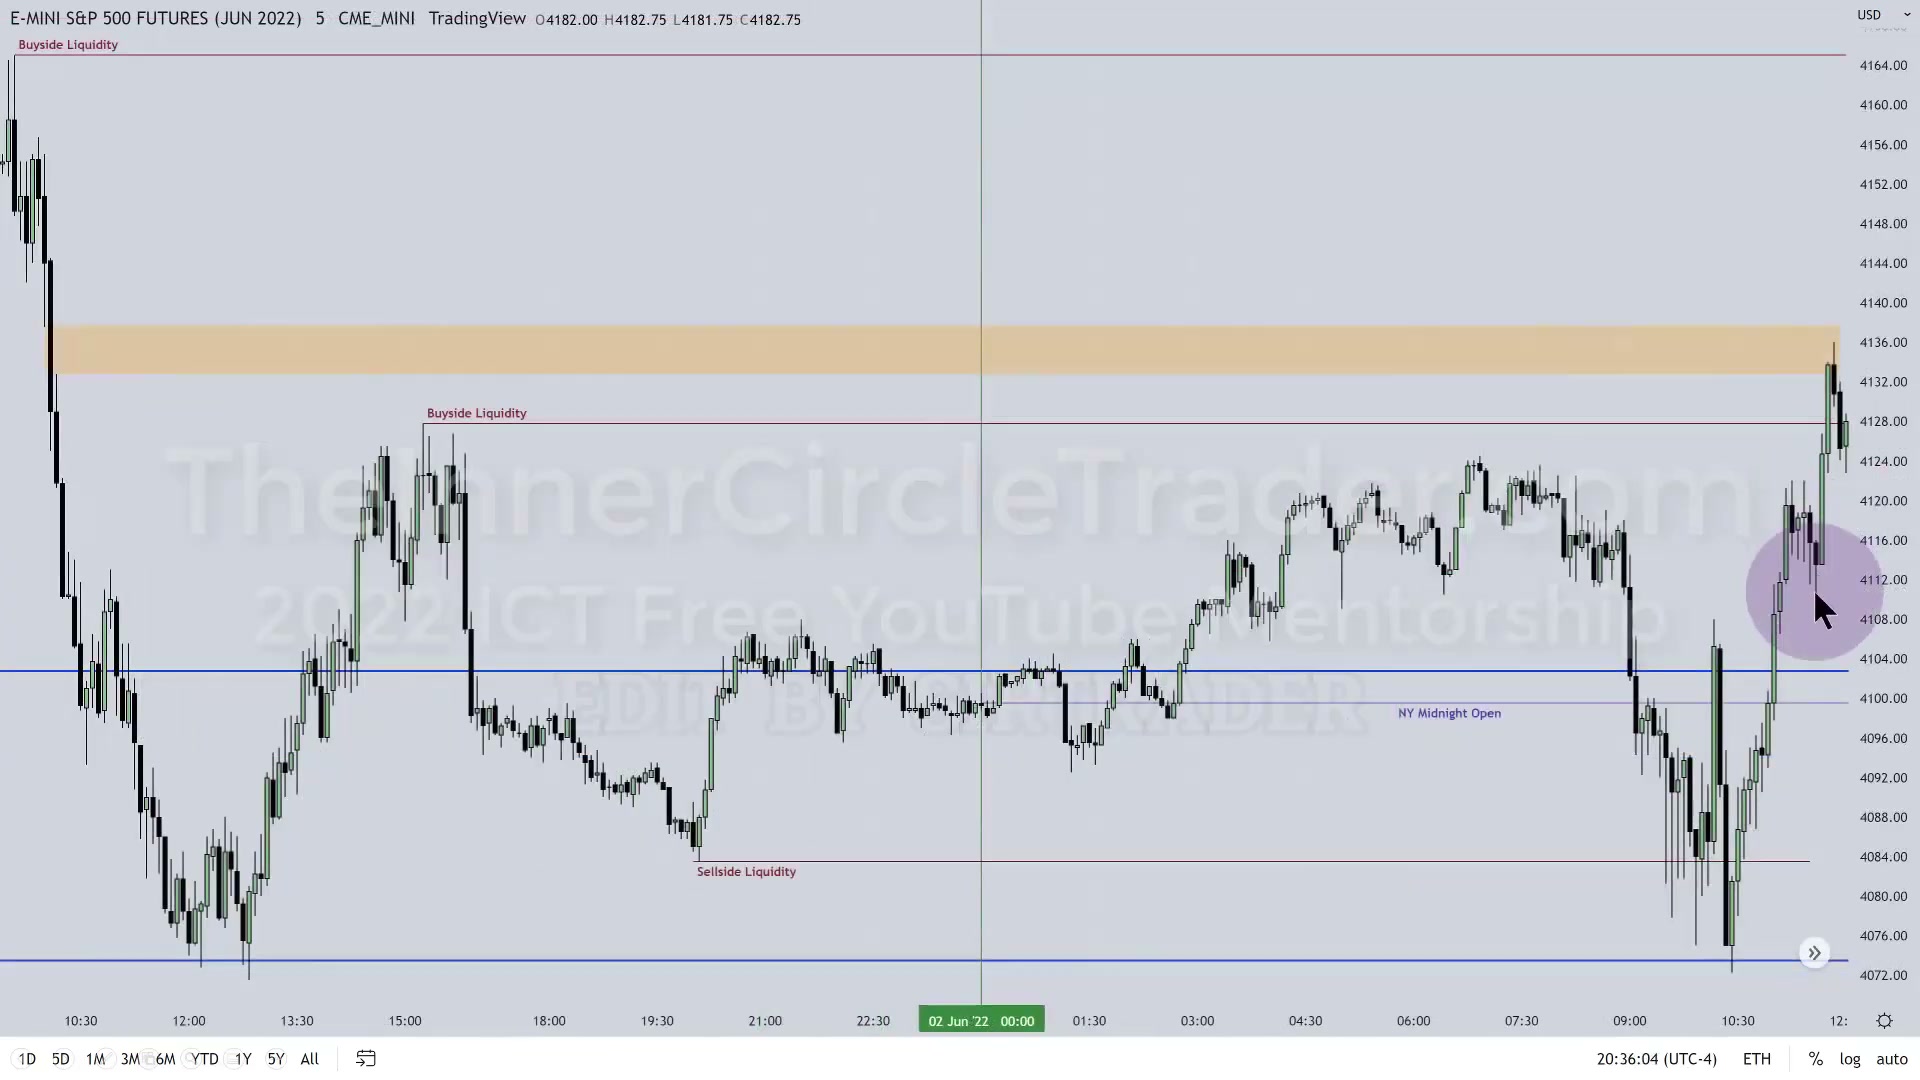 E-MINI S&P 500 FUTURES (JUN 2022) 5 CME_MINI TradingView O4182.00 H4182.75 L4181.75 C4182.75
USD
Buyside Liquidity
4164.00
4160.00
4156.00
4152.00
4148.00
4144.00
4140.00
4136.00
4132.00
Buyside Liquidity
4128.00
4124.00
TheInnerCircleTrader.com
4120.00
4116.00
4112.00
2022 ICT Free YouTube Mentorship
4108.00
4104.00
4100.00
NY Midnight Open
4096.00
4092.00
4088.00
4084.00
Sellside Liquidity
4080.00
4076.00
4072.00
10:30 12:00 13:30 15:00 18:00 19:30 21:00 22:30 02 Jun '22 00:00 01:30 03:00 04:30 06:00 07:30 09:00 10:30 12:
1D 5D 1M 3M 6M YTD 1Y 5Y All 20:36:04 (UTC-4) ETH % log auto